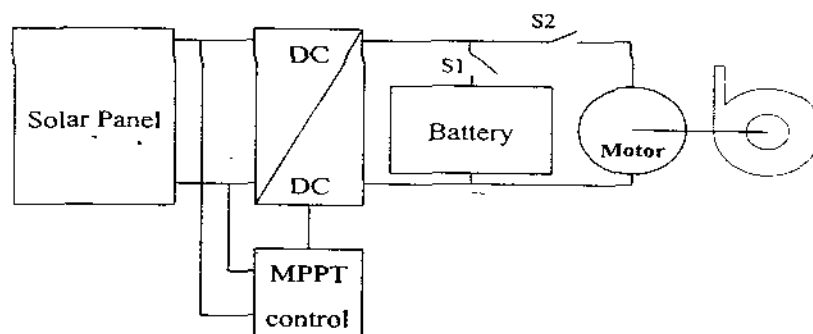 Solar Panel
DC
DC
MPPT
control
S1
S2
Battery
Motor